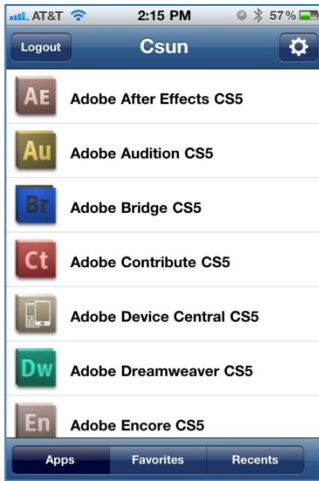 AT&T 2:15 PM 57%
Logout Csun
AE Adobe After Effects CS5
Au Adobe Audition CS5
Br Adobe Bridge CS5
Ct Adobe Contribute CS5
Adobe Device Central CS5
Dw Adobe Dreamweaver CS5
En Adobe Encore CS5
Apps Favorites Recents